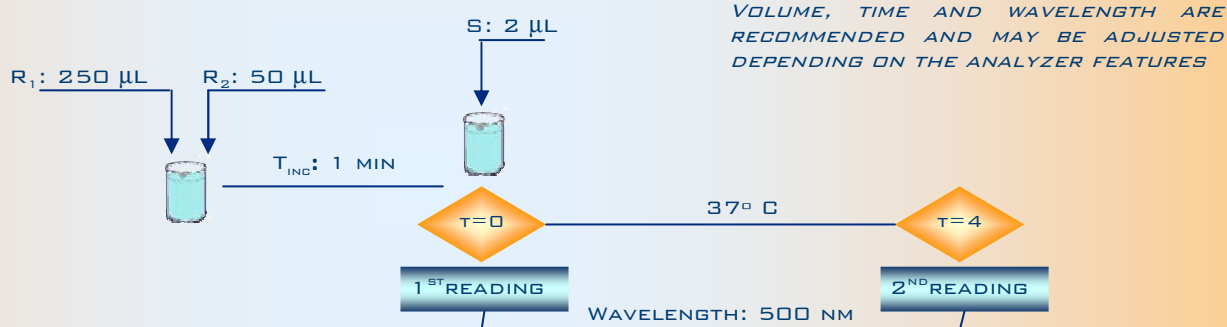 VOLUME, TIME AND WAVELENGTH ARE
RECOMMENDED AND MAY BE ADJUSTED
DEPENDING ON THE ANALYZER FEATURES
S: 2 µL
R₁: 250 µL
R₂: 50 µL
TINC: 1 MIN
37º C
T=0
T=4
1ST READING
2ND READING
WAVELENGTH: 500 NM